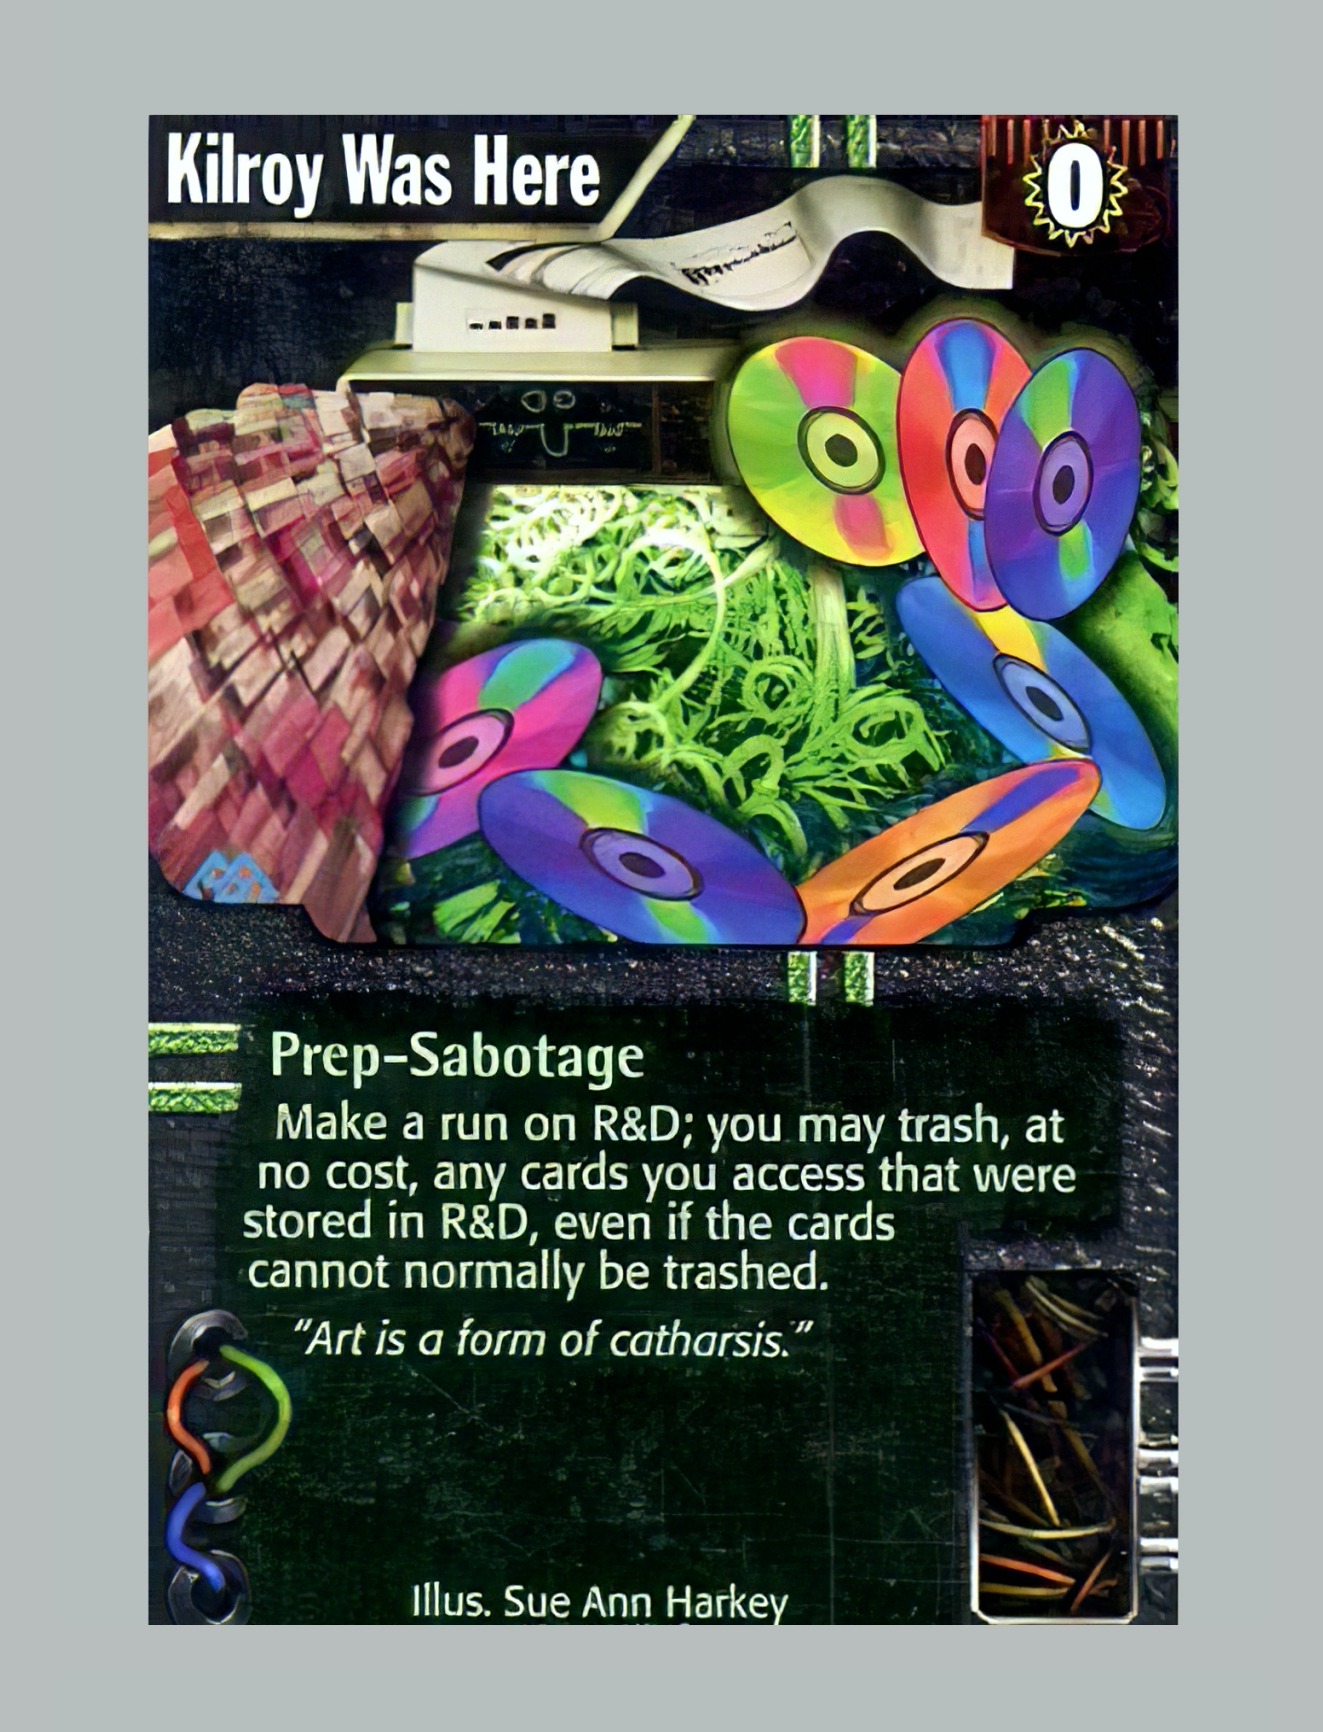 Kilroy Was Here
0
Prep-Sabotage
Make a run on R&D; you may trash, at
no cost, any cards you access that were
stored in R&D, even if the cards
cannot normally be trashed.
"Art is a form of catharsis."
Illus. Sue Ann Harkey